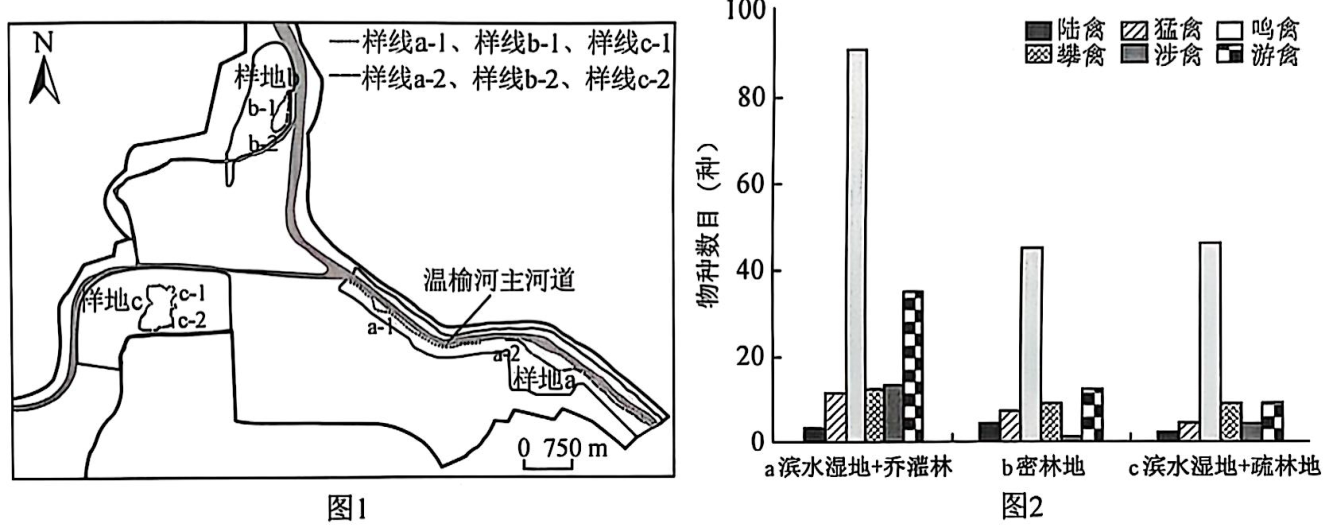 N
样线a-1、样线b-1、样线c-1
样线a-2、样线b-2、样线c-2
样地b
b-1
b-2
温榆河主河道
样地c
c-1
c-2
a-1
a-2
样地a
0 750 m
图1
100
80
60
40
20
0
物种数目（种）
陆禽 猛禽 鸣禽
攀禽 涉禽 游禽
a滨水湿地+乔灌林 b密林地 c滨水湿地+疏林地
图2